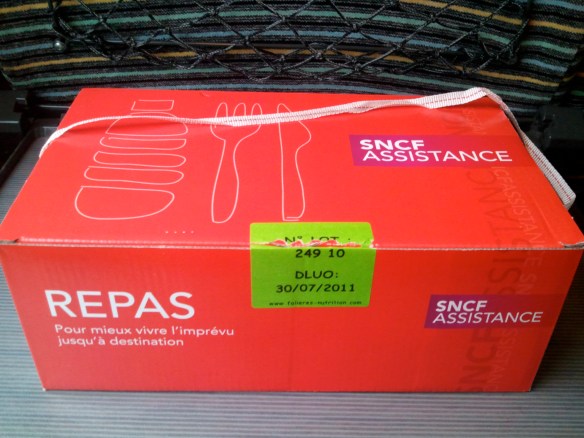 SNCF
ASSISTANCE
N° LOT :
249 10
DLUO:
30/07/2011
www.falieres-nutrition.com
REPAS
Pour mieux vivre l'imprévu
jusqu'à destination
SNCF
ASSISTANCE